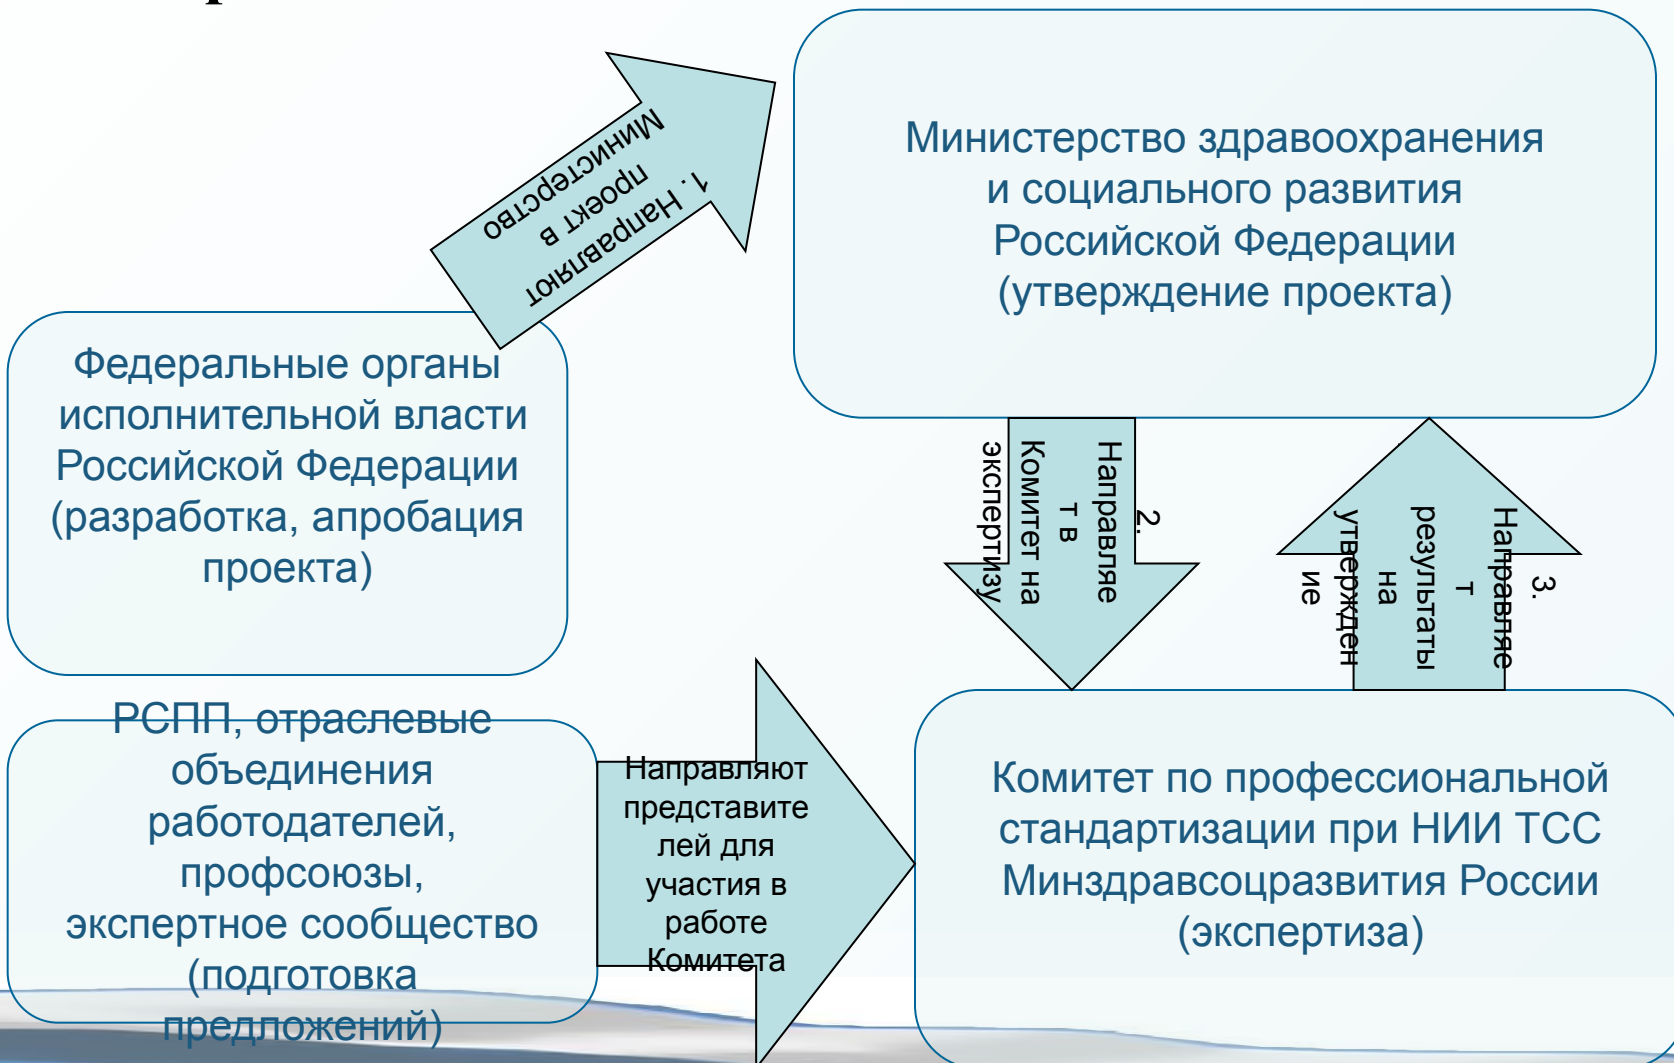 1. Направляют
проект в
Министерство
Министерство здравоохранения
и социального развития
Российской Федерации
(утверждение проекта)
Федеральные органы
исполнительной власти
Российской Федерации
(разработка, апробация
проекта)
2.
Направляе
т в
Комитет на
экспертизу
3.
Направляе
т
результаты
на
утвержден
ие
РСПП, отраслевые
объединения
работодателей,
профсоюзы,
экспертное сообщество
(подготовка
предложений)
Направляют
представите
лей для
участия в
работе
Комитета
Комитет по профессиональной
стандартизации при НИИ ТСС
Минздравсоцразвития России
(экспертиза)